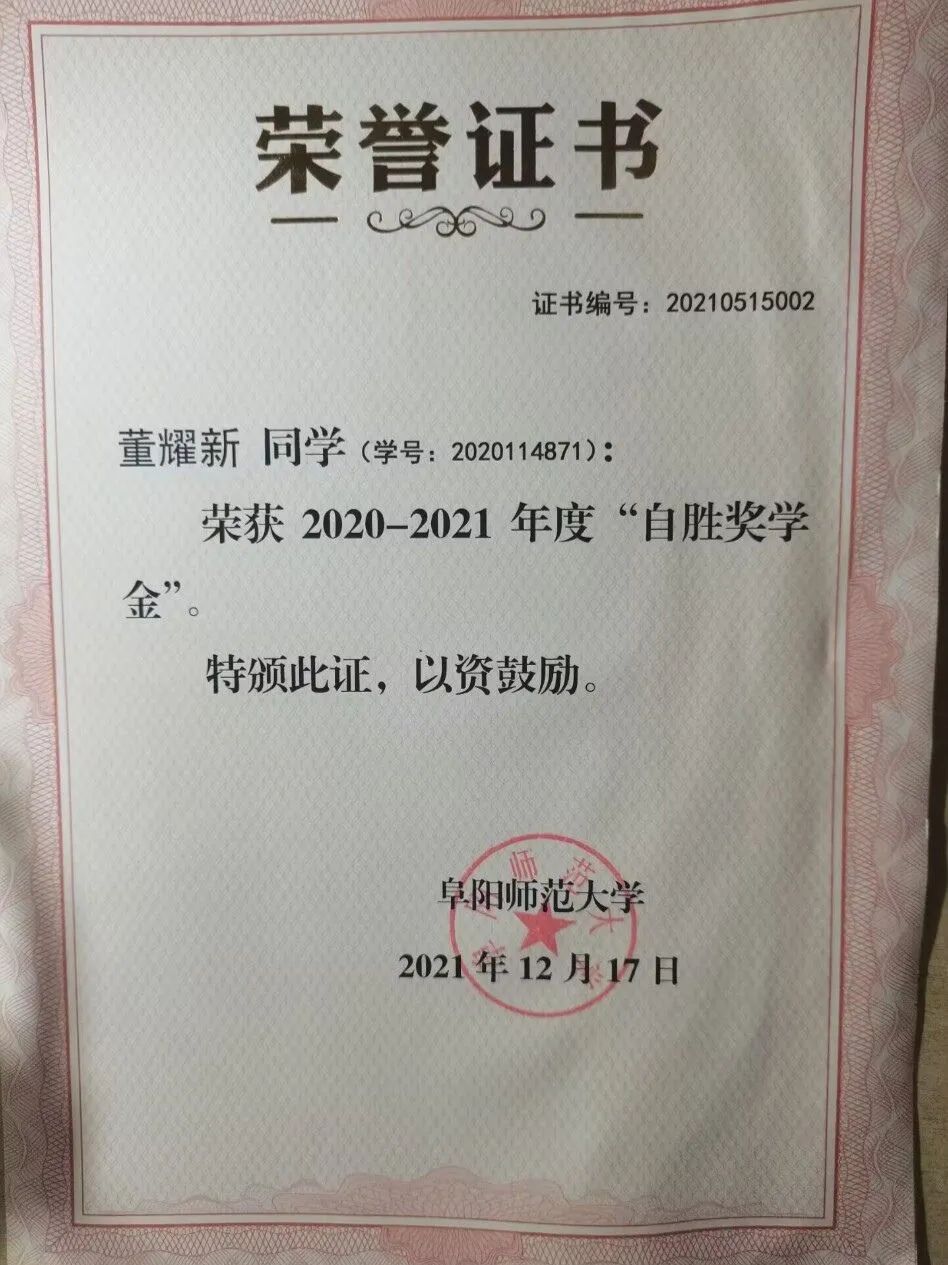 荣誉证书
证书编号：20210515002
董耀新 同学（学号：2020114871）：
荣获 2020-2021 年度“自胜奖学
金”。
特颁此证，以资鼓励。
阜阳师范大学
2021 年 12 月 17 日